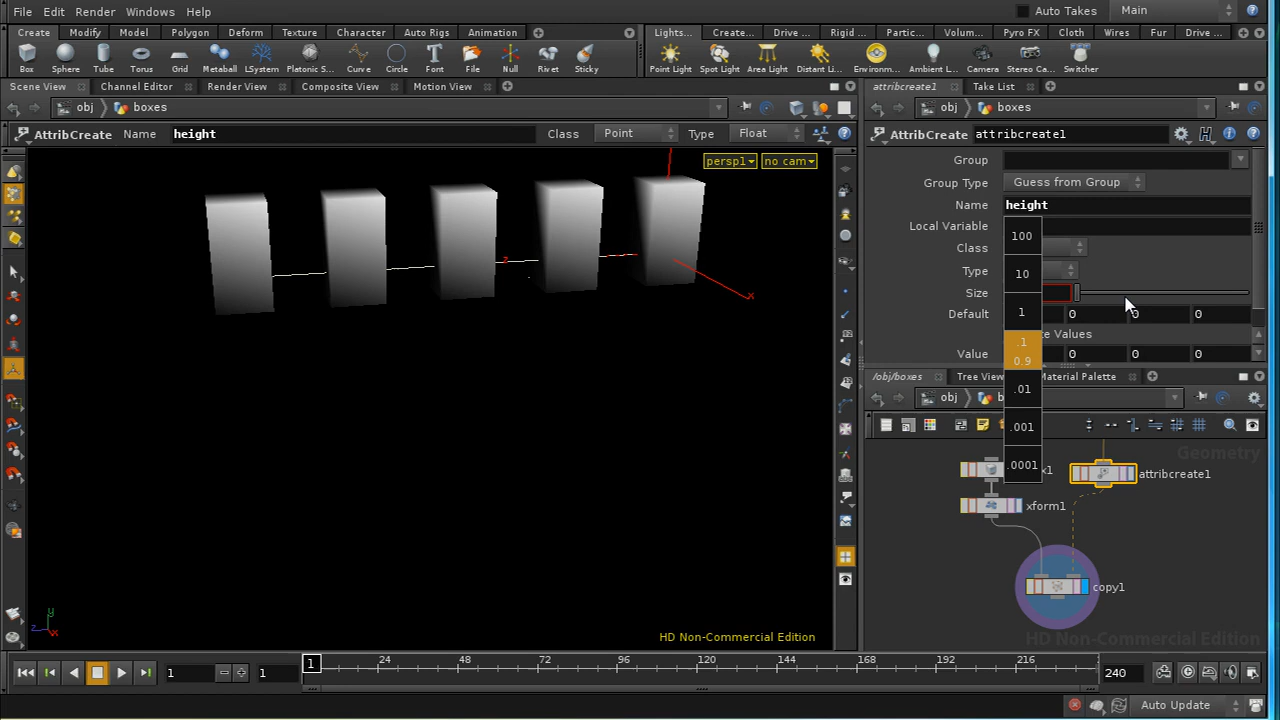 File Edit Render Windows Help Auto Takes Main
Create Modify Model Polygon Deform Texture Character Auto Rigs Animation Lights... Create... Drive ... Rigid ... Partic... Volum... Pyro FX Cloth Wires Fur Drive ...
Box Sphere Tube Torus Grid Metaball LSystem Platonic S... Curve Circle Font File Null Rivet Sticky Point Light Spot Light Area Light Distant L... Environm... Ambient L... Camera Stereo Ca... Switcher
Scene View Channel Editor Render View Composite View Motion View attribcreate1 Take List
obj boxes obj boxes
AttribCreate Name height Class Point Type Float AttribCreate attribcreate1
persp1 no cam
Group
Group Type Guess from Group
Name height
Local Variable
Class
Type
Size
Default 0 0 0
te Values
Value 0 0 0
100
10
1
.1
0.9
.01
.001
.0001
z
x
/obj/boxes Tree View Material Palette
obj b
Geometry
x1 attribcreate1
xform1
copy1
y
z x
HD Non-Commercial Edition HD Non-Commercial Edition
1 1 1 24 48 72 96 120 144 168 192 216 240
Auto Update